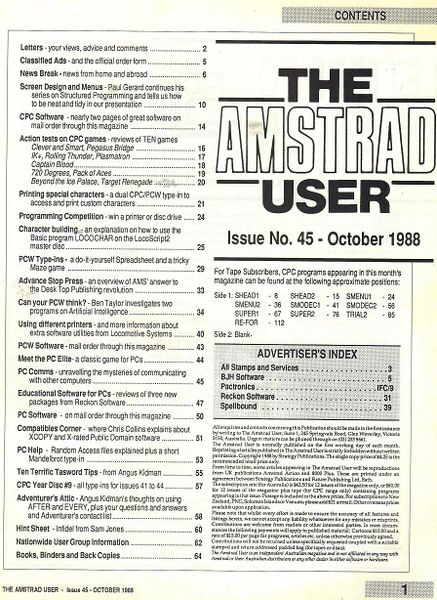 CONTENTS
Letters - your views, advice and comments 2
Classified Ads - and the official order form 5
News Break - news from home and abroad 6
Screen Design and Menus - Paul Gerard continues his
series on Structured Programming and tells us how to
be neat and tidy in our presentation 10
CPC Software - nearly two pages of great software on
mail order through this magazine 14
Action tests on CPC games - reviews of TEN games
Clever and Smart, Pegasus Bridge 16
IK+, Rolling Thunder, Plasmatron 17
Captain Blood 18
720 Degrees, Pack of Aces 19
Beyond the Ice Palace, Target Renegade 20
Printing special characters - a dual CPC/PCW type-in to
access and print custom characters 21
Programming Competition - win a printer or disc drive 24
Character building - an explanation on how to use the
Basic program LOCOCHAR on the LocoScript2
master disc 25
PCW Type-ins - a do-it-yourself Spreadsheet and a tricky
Maze game 29
Advance Stop Press - an overview of AMS' answer to
the Desk Top Publishing revolution 33
Can your PCW think? - Ben Taylor investigates two
programs on Artificial Intelligence 34
Using different printers - and more information about
extra software utilities from Locomotive Systems 40
PCW Software - mail order through this magazine 43
Meet the PC Elite - a classic game for PCs 44
PC Comms - unravelling the mysteries of communicating
with other computers 45
Educational Software for PCs - reviews of three new
packages from Reckon Software 47
PC Software - on mail order through this magazine 50
Compatibles Corner - where Chris Collins explains about
XCOPY and X-rated Public Domain software 51
PC Help - Random Access files explained plus a short
Mandelbrot type-in 53
Ten Terrific Tasword Tips - from Angus Kidman 55
CPC Year Disc #9 - all type-ins for issues 41 to 44 57
Adventurer's Attic - Angus Kidman's thoughts on using
AFTER and EVERY, plus your questions and answers
and Adventurer's contact list 58
Hint Sheet - Infidel from Sam Jones 60
Nationwide User Group Information 62
Books, Binders and Back Copies 64
THE
AMSTRAD
USER
Issue No. 45 - October 1988
For Tape Subscribers, CPC programs appearing in this month's
magazine can be found at the following approximate positions:
Side 1: SHEAD1 - 8 SHEAD2 - 15 SMENU1 - 24
SMENU2 - 36 SMODEC1 - 41 SMODEC2 - 56
SUPER1 - 67 SUPER2 - 76 TRIAL2 - 85
RE-FOR - 112
Side 2: Blank
ADVERTISER'S INDEX
All Stamps and Services 3
BJH Software 5
Pactronics IFC/9
Reckon Software 31
Spellbound 39
THE AMSTRAD USER - Issue 45 - OCTOBER 1988
1